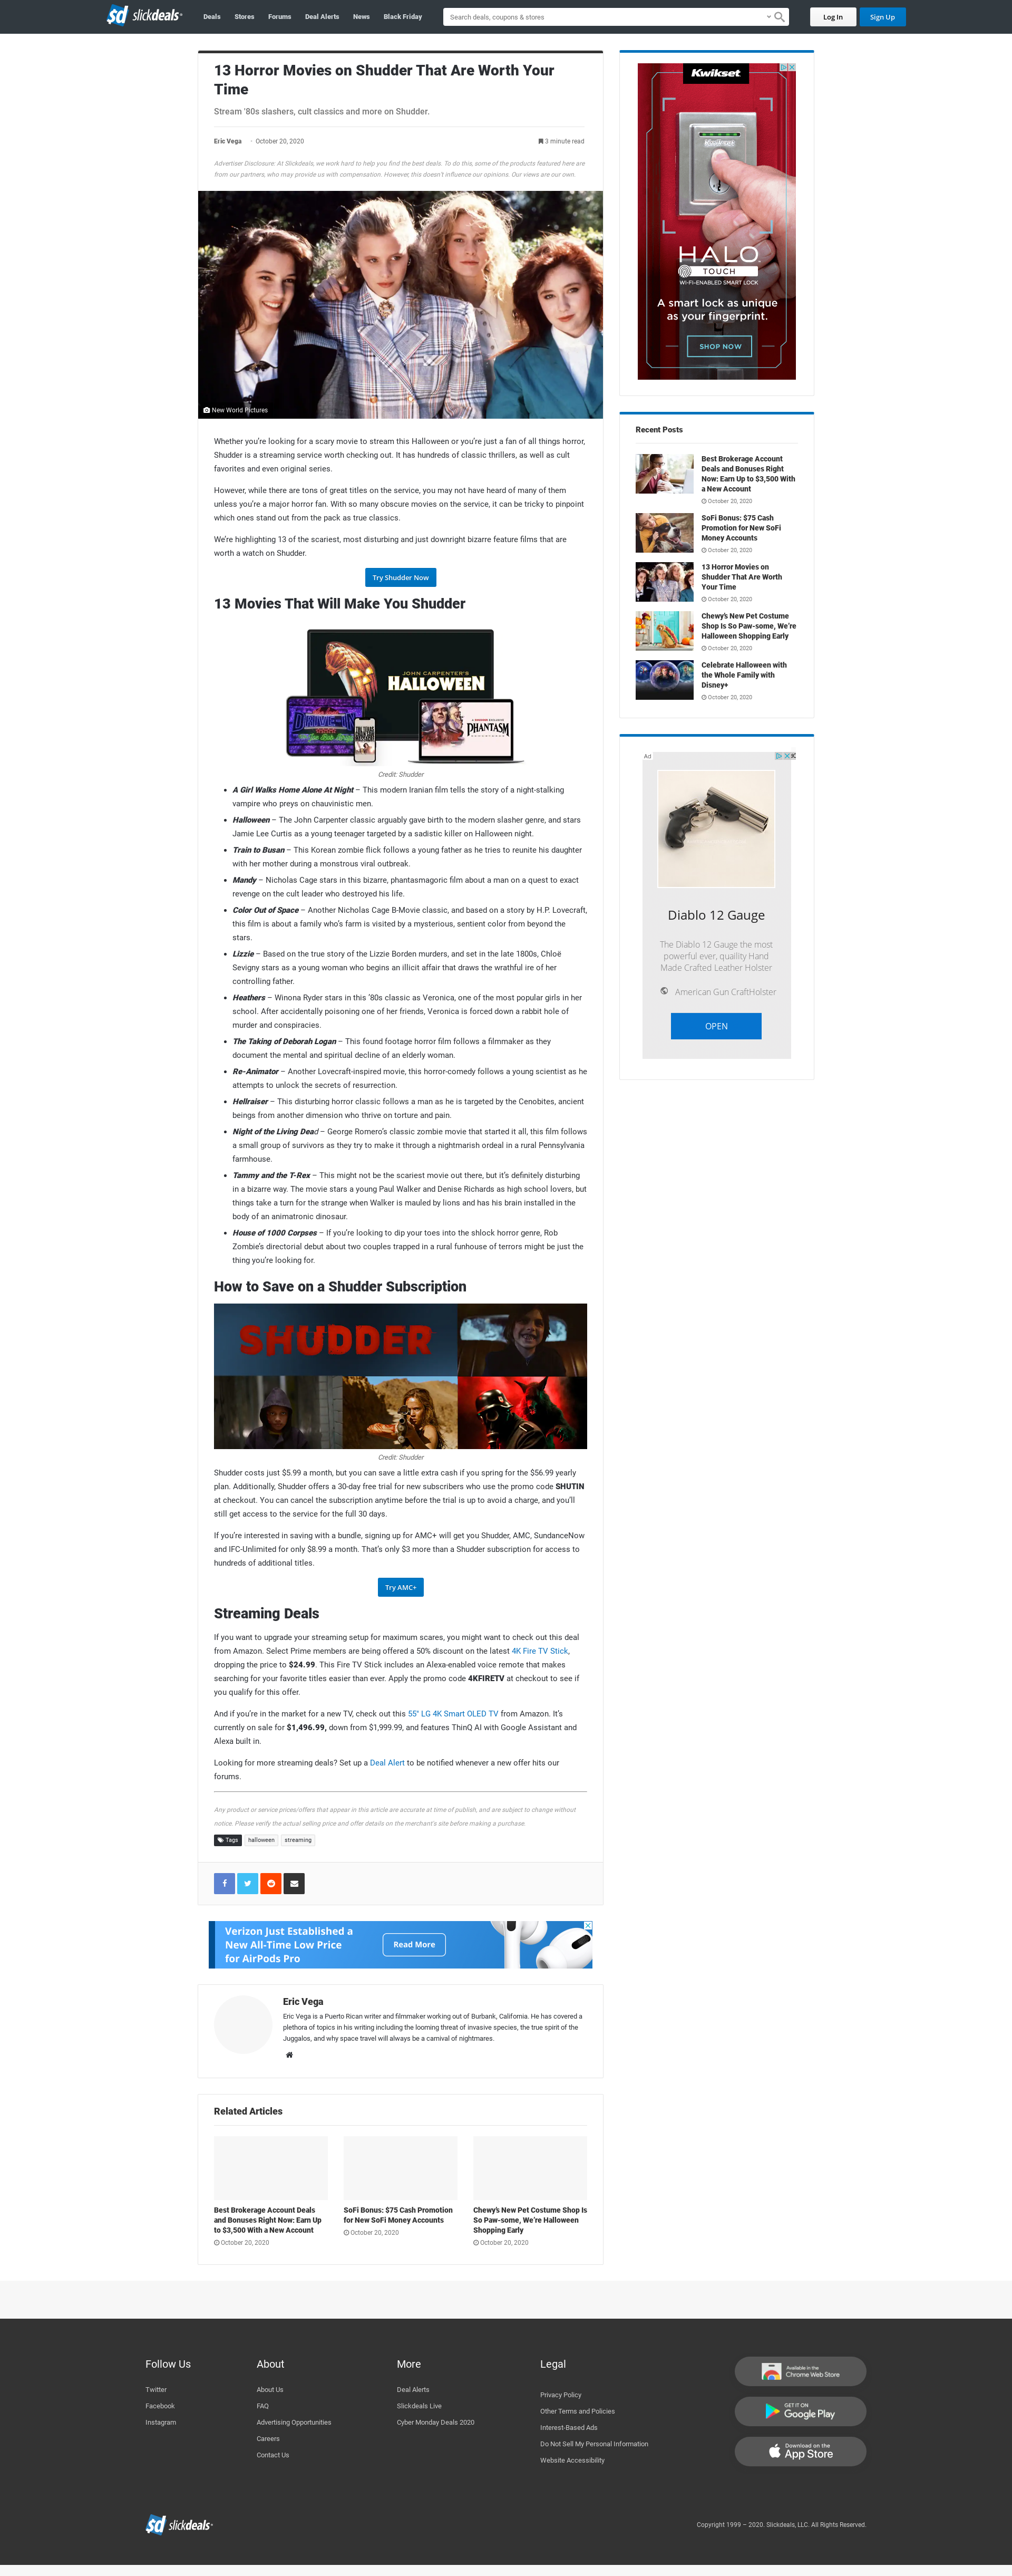 slickdeals
Deals
Stores
Forums
Deal Alerts
News
Black Friday
Search deals, coupons & stores
Log In
Sign Up
13 Horror Movies on Shudder That Are Worth Your
Time
Stream '80s slashers, cult classics and more on Shudder.
Eric Vega
October 20, 2020
3 minute read
Advertiser Disclosure: At Slickdeals, we work hard to help you find the best deals. To do this, some of the products featured here are
from our partners, who may provide us with compensation. However, this doesn't influence our opinions. Our views are our own.
New World Pictures
Whether you're looking for a scary movie to stream this Halloween or you're just a fan of all things horror,
Shudder is a streaming service worth checking out. It has hundreds of classic thrillers, as well as cult
favorites and even original series.
However, while there are tons of great titles on the service, you may not have heard of many of them
unless you're a major horror fan. With so many obscure movies on the service, it can be tricky to pinpoint
which ones stand out from the pack as true classics.
We're highlighting 13 of the scariest, most disturbing and just downright bizarre feature films that are
worth a watch on Shudder.
Try Shudder Now
13 Movies That Will Make You Shudder
JOHN CARPENTER'S
HALLOWEEN
PHANTASM
Credit: Shudder
A Girl Walks Home Alone At Night – This modern Iranian film tells the story of a night-stalking
vampire who preys on chauvinistic men.
Halloween – The John Carpenter classic arguably gave birth to the modern slasher genre, and stars
Jamie Lee Curtis as a young teenager targeted by a sadistic killer on Halloween night.
Train to Busan – This Korean zombie flick follows a young father as he tries to reunite his daughter
with her mother during a monstrous viral outbreak.
Mandy – Nicholas Cage stars in this bizarre, phantasmagoric film about a man on a quest to exact
revenge on the cult leader who destroyed his life.
Color Out of Space – Another Nicholas Cage B-Movie classic, and based on a story by H.P. Lovecraft,
this film is about a family who's farm is visited by a mysterious, sentient color from beyond the
stars.
Lizzie – Based on the true story of the Lizzie Borden murders, and set in the late 1800s, Chloë
Sevigny stars as a young woman who begins an illicit affair that draws the wrathful ire of her
controlling father.
Heathers – Winona Ryder stars in this '80s classic as Veronica, one of the most popular girls in her
school. After accidentally poisoning one of her friends, Veronica is forced down a rabbit hole of
murder and conspiracies.
The Taking of Deborah Logan – This found footage horror film follows a filmmaker as they
document the mental and spiritual decline of an elderly woman.
Re-Animator – Another Lovecraft-inspired movie, this horror-comedy follows a young scientist as he
attempts to unlock the secrets of resurrection.
Hellraiser – This disturbing horror classic follows a man as he is targeted by the Cenobites, ancient
beings from another dimension who thrive on torture and pain.
Night of the Living Dead – George Romero's classic zombie movie that started it all, this film follows
a small group of survivors as they try to make it through a nightmarish ordeal in a rural Pennsylvania
farmhouse.
Tammy and the T-Rex – This might not be the scariest movie out there, but it's definitely disturbing
in a bizarre way. The movie stars a young Paul Walker and Denise Richards as high school lovers, but
things take a turn for the strange when Walker is mauled by lions and has his brain installed in the
body of an animatronic dinosaur.
House of 1000 Corpses – If you're looking to dip your toes into the shlock horror genre, Rob
Zombie's directorial debut about two couples trapped in a rural funhouse of terrors might be just the
thing you're looking for.
How to Save on a Shudder Subscription
SHUDDER
Credit: Shudder
Shudder costs just $5.99 a month, but you can save a little extra cash if you spring for the $56.99 yearly
plan. Additionally, Shudder offers a 30-day free trial for new subscribers who use the promo code SHUTIN
at checkout. You can cancel the subscription anytime before the trial is up to avoid a charge, and you'll
still get access to the service for the full 30 days.
If you're interested in saving with a bundle, signing up for AMC+ will get you Shudder, AMC, SundanceNow
and IFC-Unlimited for only $8.99 a month. That's only $3 more than a Shudder subscription for access to
hundreds of additional titles.
Try AMC+
Streaming Deals
If you want to upgrade your streaming setup for maximum scares, you might want to check out this deal
from Amazon. Select Prime members are being offered a 50% discount on the latest 4K Fire TV Stick,
dropping the price to $24.99. This Fire TV Stick includes an Alexa-enabled voice remote that makes
searching for your favorite titles easier than ever. Apply the promo code 4KFIRETV at checkout to see if
you qualify for this offer.
And if you're in the market for a new TV, check out this 55" LG 4K Smart OLED TV from Amazon. It's
currently on sale for $1,496.99, down from $1,999.99, and features ThinQ AI with Google Assistant and
Alexa built in.
Looking for more streaming deals? Set up a Deal Alert to be notified whenever a new offer hits our
forums.
Any product or service prices/offers that appear in this article are accurate at time of publish, and are subject to change without
notice. Please verify the actual selling price and offer details on the merchant's site before making a purchase.
Tags
halloween
streaming
Verizon Just Established a
New All-Time Low Price
for AirPods Pro
Read More
Eric Vega
Eric Vega is a Puerto Rican writer and filmmaker working out of Burbank, California. He has covered a
plethora of topics in his writing including the looming threat of invasive species, the true spirit of the
Juggalos, and why space travel will always be a carnival of nightmares.
Related Articles
Best Brokerage Account Deals
and Bonuses Right Now: Earn Up
to $3,500 With a New Account
October 20, 2020
SoFi Bonus: $75 Cash Promotion
for New SoFi Money Accounts
October 20, 2020
Chewy's New Pet Costume Shop Is
So Paw-some, We're Halloween
Shopping Early
October 20, 2020
Kwikset
HALO
TOUCH
WI-FI-ENABLED SMART LOCK
A smart lock as unique
as your fingerprint.
SHOP NOW
Recent Posts
Best Brokerage Account
Deals and Bonuses Right
Now: Earn Up to $3,500 With
a New Account
October 20, 2020
SoFi Bonus: $75 Cash
Promotion for New SoFi
Money Accounts
October 20, 2020
13 Horror Movies on
Shudder That Are Worth
Your Time
October 20, 2020
Chewy's New Pet Costume
Shop Is So Paw-some, We're
Halloween Shopping Early
October 20, 2020
Celebrate Halloween with
the Whole Family with
Disney+
October 20, 2020
Ad
Diablo 12 Gauge
The Diablo 12 Gauge the most
powerful ever, quaility Hand
Made Crafted Leather Holster
American Gun CraftHolster
OPEN
Follow Us
Twitter
Facebook
Instagram
About
About Us
FAQ
Advertising Opportunities
Careers
Contact Us
More
Deal Alerts
Slickdeals Live
Cyber Monday Deals 2020
Legal
Privacy Policy
Other Terms and Policies
Interest-Based Ads
Do Not Sell My Personal Information
Website Accessibility
Available in the
Chrome Web Store
GET IT ON
Google Play
Download on the
App Store
slickdeals
Copyright 1999 – 2020. Slickdeals, LLC. All Rights Reserved.